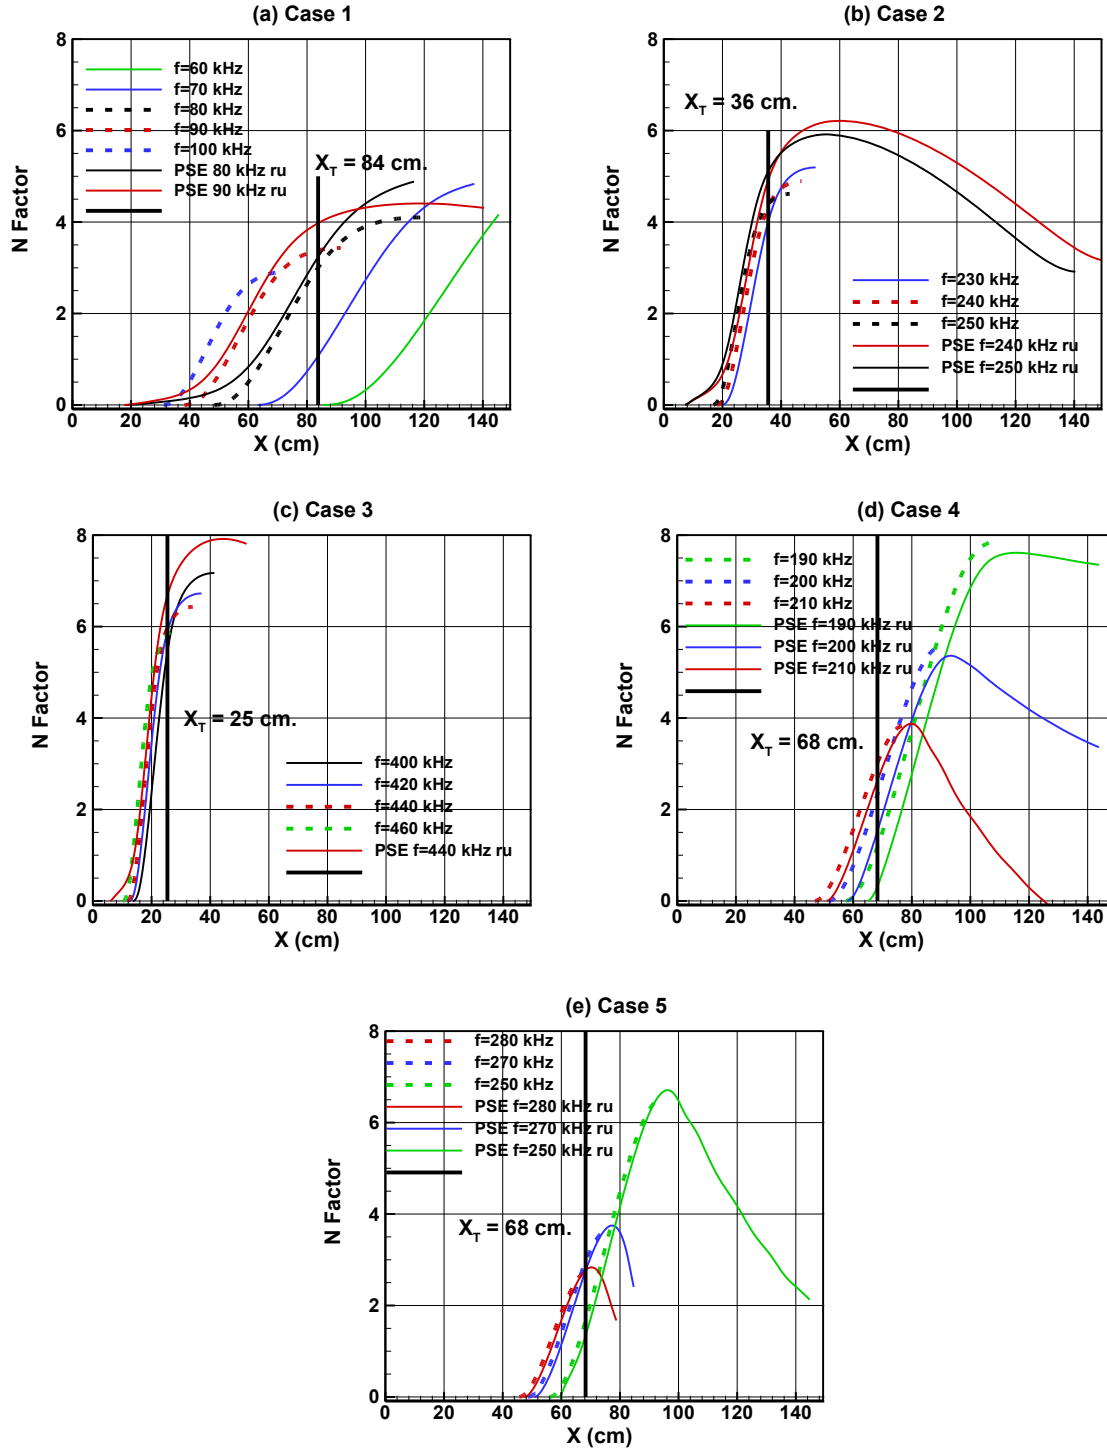 (a) Case 1
8
6
4
2
0
N Factor
f=60 kHz
f=70 kHz
f=80 kHz
f=90 kHz
f=100 kHz
PSE 80 kHz ru
PSE 90 kHz ru
X_T = 84 cm.
0 20 40 60 80 100 120 140
X (cm)
(b) Case 2
8
6
4
2
0
N Factor
X_T = 36 cm.
f=230 kHz
f=240 kHz
f=250 kHz
PSE f=240 kHz ru
PSE f=250 kHz ru
0 20 40 60 80 100 120 140
X (cm)
(c) Case 3
8
6
4
2
0
N Factor
X_T = 25 cm.
f=400 kHz
f=420 kHz
f=440 kHz
f=460 kHz
PSE f=440 kHz ru
0 20 40 60 80 100 120 140
X (cm)
(d) Case 4
8
6
4
2
0
N Factor
f=190 kHz
f=200 kHz
f=210 kHz
PSE f=190 kHz ru
PSE f=200 kHz ru
PSE f=210 kHz ru
X_T = 68 cm.
0 20 40 60 80 100 120 140
X (cm)
(e) Case 5
8
6
4
2
0
N Factor
f=280 kHz
f=270 kHz
f=250 kHz
PSE f=280 kHz ru
PSE f=270 kHz ru
PSE f=250 kHz ru
X_T = 68 cm.
0 20 40 60 80 100 120 140
X (cm)